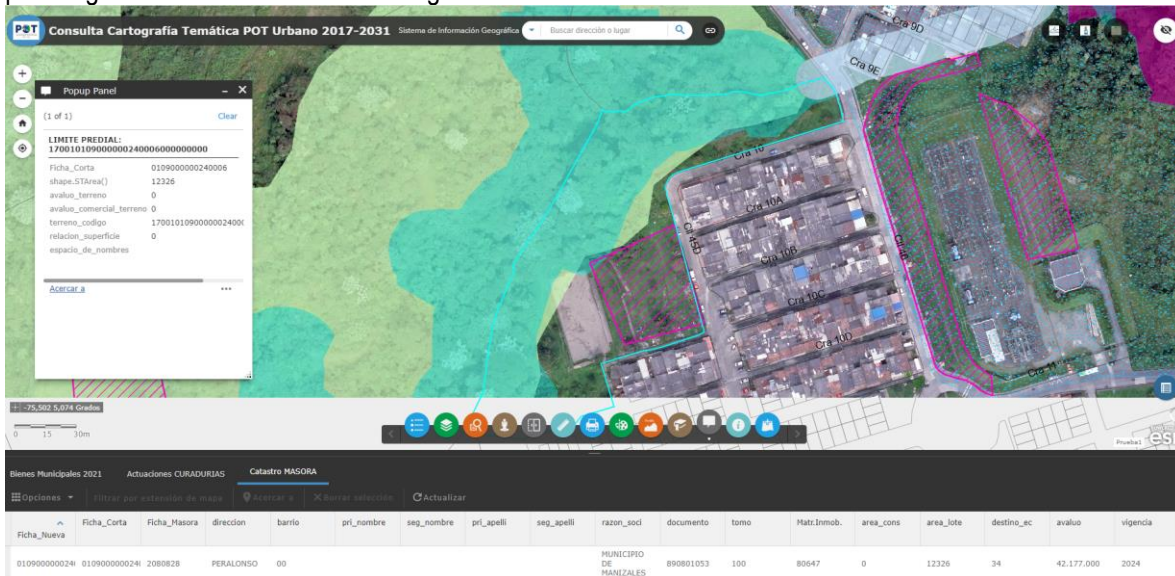 POT Consulta Cartografía Temática POT Urbano 2017-2031 Sistema de Información Geográfica Buscar dirección o lugar
Cra 9D
Cra 9E
Popup Panel
(1 of 1) Clear
LIMITE PREDIAL:
170010109000000240006000000000
Ficha_Corta 0109000000240006
shape.STArea() 12326
avaluo_terreno 0
avaluo_comercial_terreno 0
terreno_codigo
relacion_superficie 0
espacio_de_nombres
Acercar a
Cra 10
Cra 10A
Cll 45D
Cra 10B
Cra 10C
Cra 10D
Cra 11
-75,502 5,074 Grados
0 15 30m
Prueba1
Bienes Municipales 2021 Actuaciones CURADURIAS Catastro MASORA
Opciones Filtrar por extensión de mapa Acercar a Borrar selección Actualizar
Ficha_Nueva Ficha_Corta Ficha_Masora direccion barrio pri_nombre seg_nombre pri_apelli seg_apelli razon_soci documento tomo Matr.Inmob. area_cons area_lote destino_ec avaluo vigencia
2080828 PERALONSO 00 MUNICIPIO DE MANIZALES 890801053 100 80647 0 12326 34 42.177.000 2024